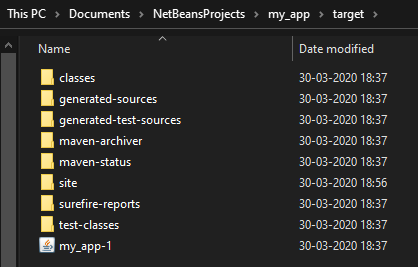 This PC > Documents > NetBeansProjects > my_app > target >
Name Date modified
classes 30-03-2020 18:37
generated-sources 30-03-2020 18:37
generated-test-sources 30-03-2020 18:37
maven-archiver 30-03-2020 18:37
maven-status 30-03-2020 18:37
site 30-03-2020 18:56
surefire-reports 30-03-2020 18:37
test-classes 30-03-2020 18:37
my_app-1 30-03-2020 18:37